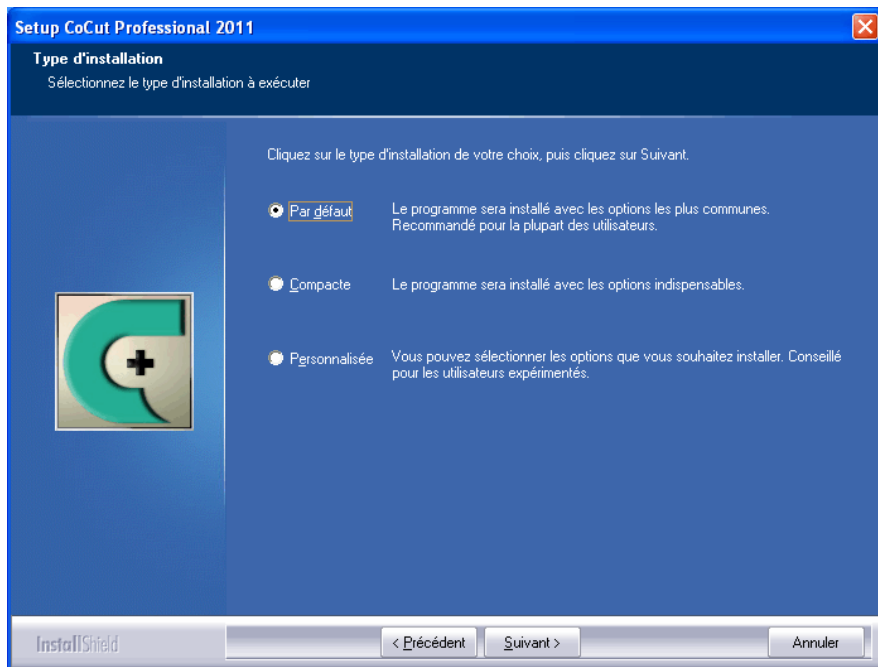 Setup CoCut Professional 2011
Type d'installation
Sélectionnez le type d'installation à exécuter
Cliquez sur le type d'installation de votre choix, puis cliquez sur Suivant.
Par défaut
Le programme sera installé avec les options les plus communes.
Recommandé pour la plupart des utilisateurs.
Compacte
Le programme sera installé avec les options indispensables.
Personnalisée
Vous pouvez sélectionner les options que vous souhaitez installer. Conseillé
pour les utilisateurs expérimentés.
InstallShield
< Précédent
Suivant >
Annuler